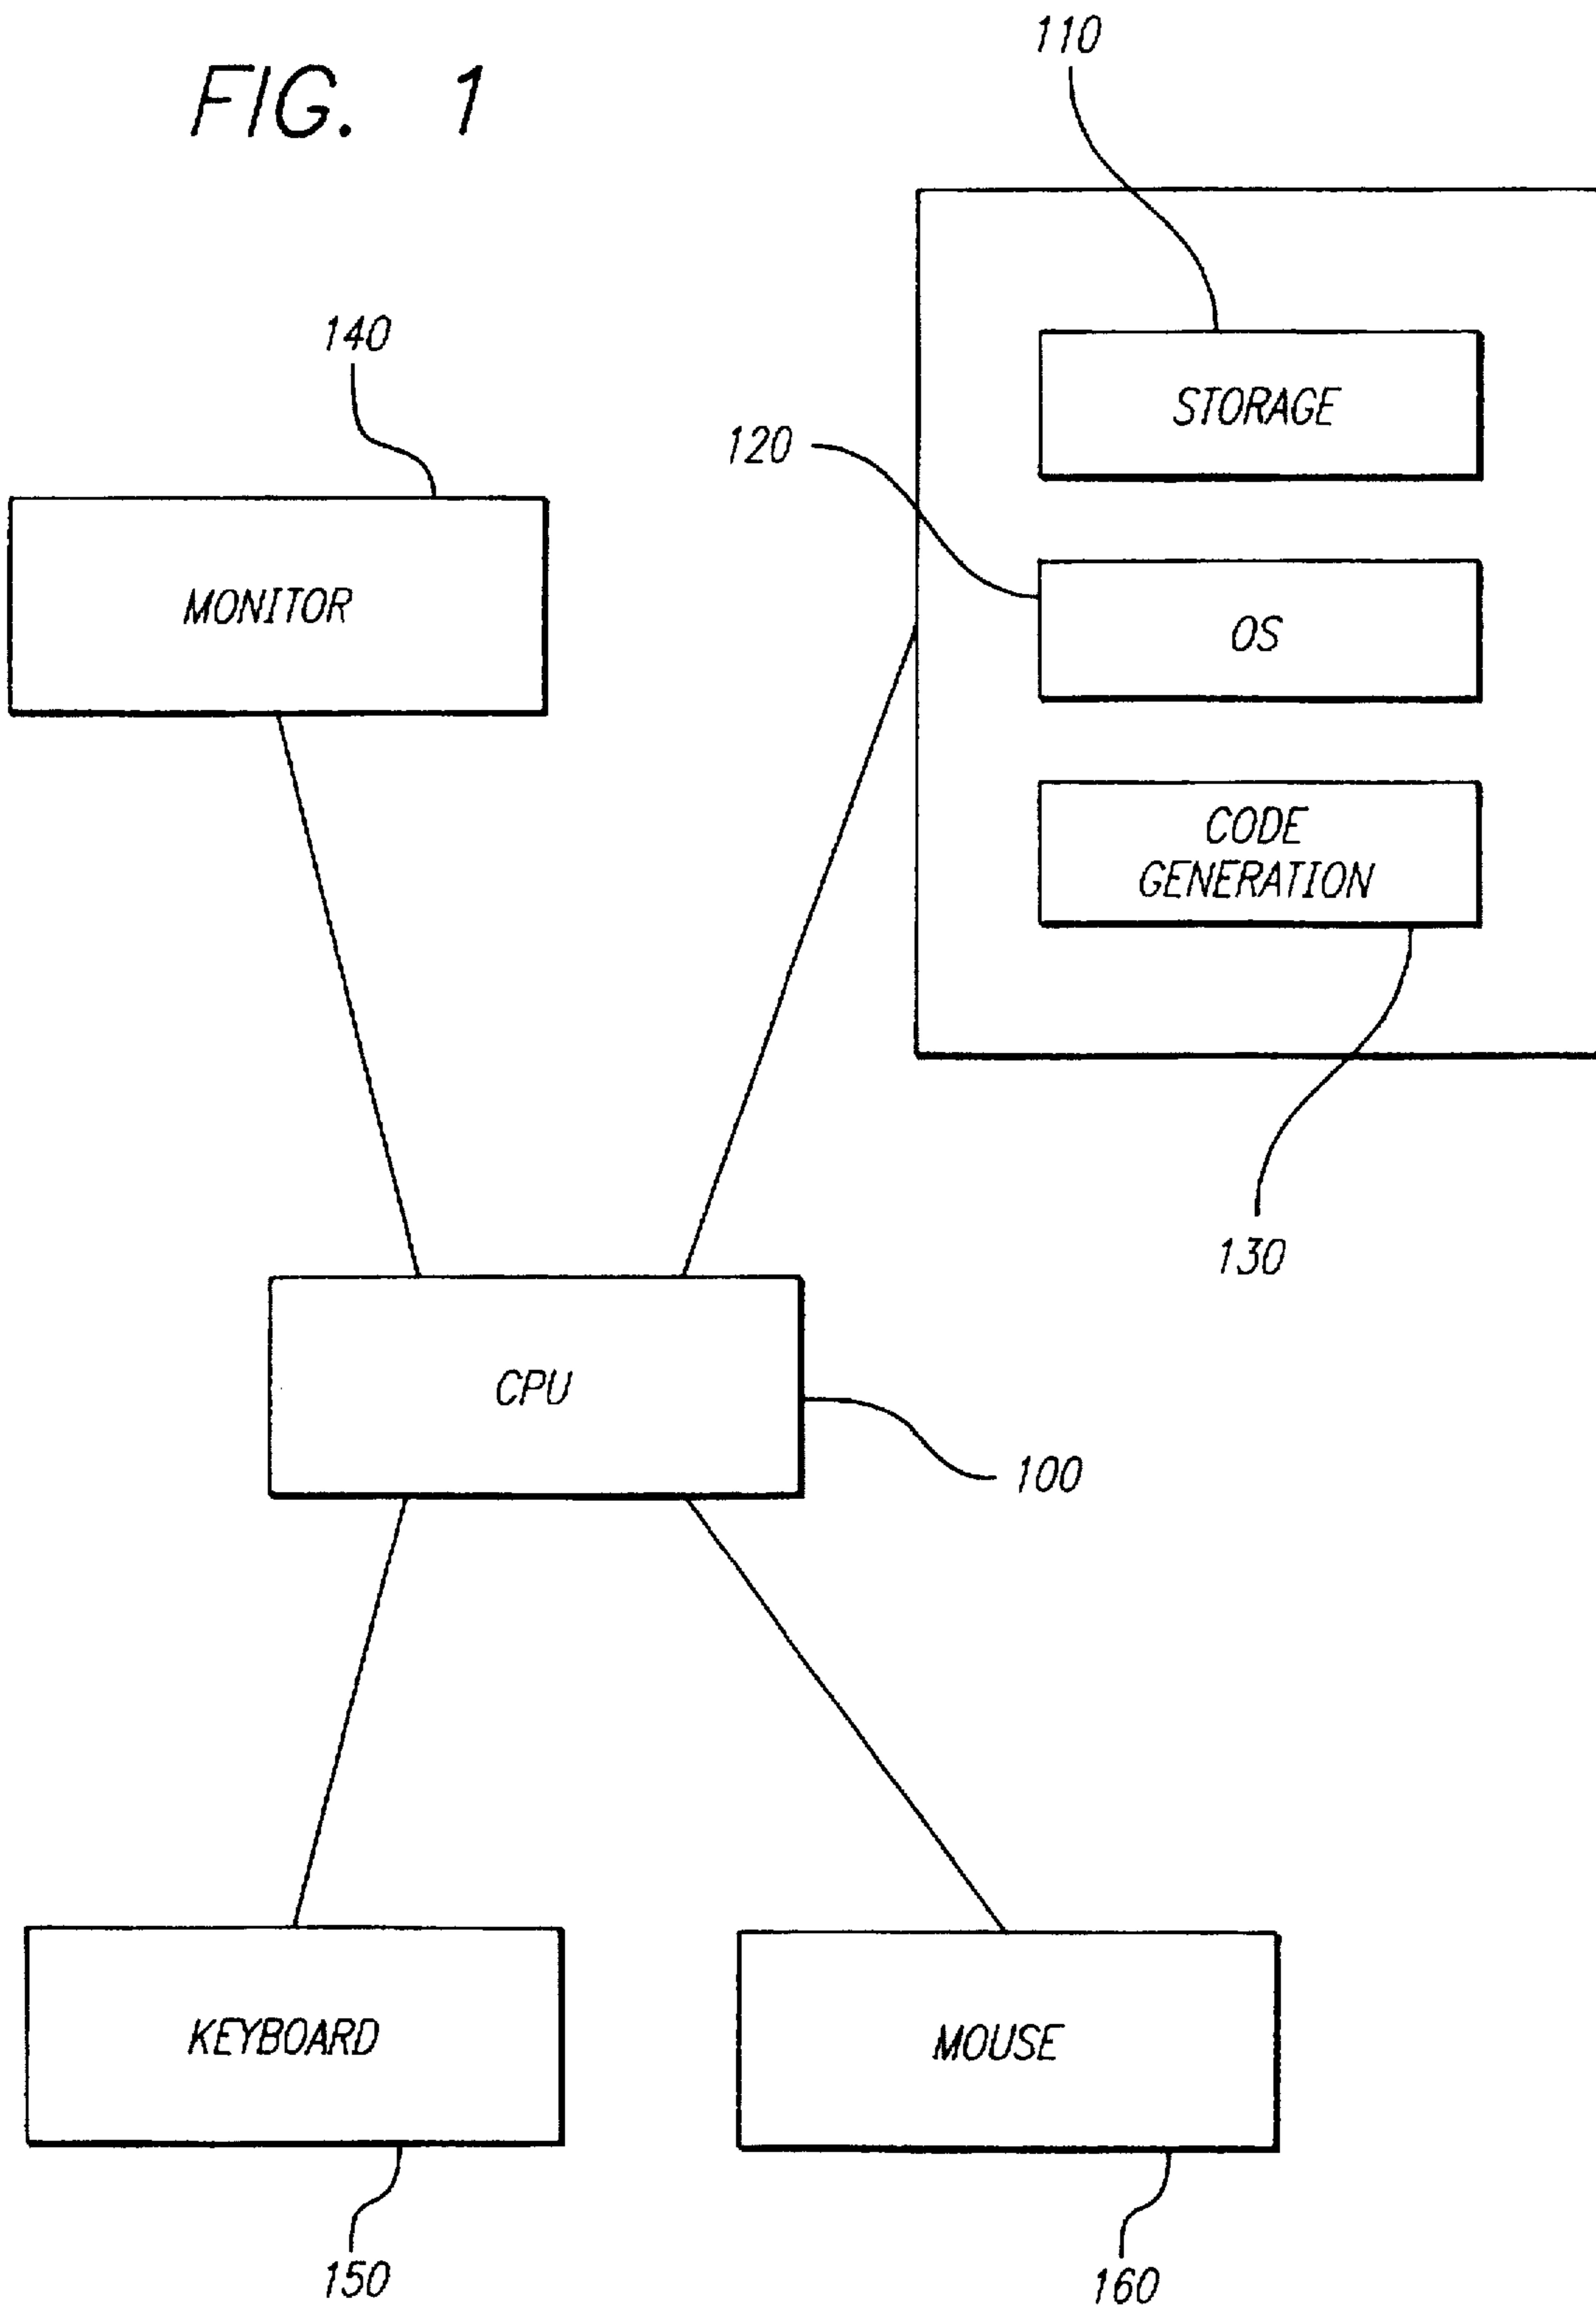 FIG. 1
110
140
STORAGE
120
MONITOR
OS
CODE
GENERATION
130
CPU
100
KEYBOARD
MOUSE
150
160